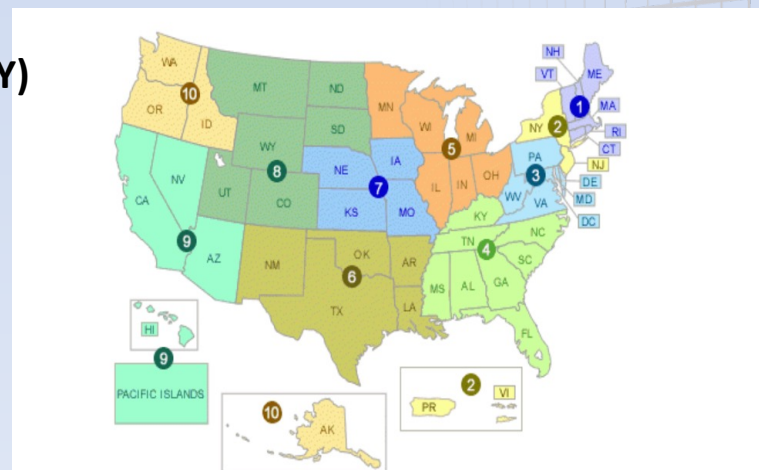 Y)
NH
VT
ME
WA
MT
ND
MN
10
1
MA
OR
ID
SD
WI
MI
NY
2
RI
CT
WY
5
PA
NJ
8
NE
IA
3
DE
NV
7
IL
IN
OH
WV
MD
CA
UT
CO
KS
MO
VA
DC
KY
9
AZ
NM
OK
AR
TN
4
NC
6
SC
TX
MS
AL
GA
LA
HI
FL
9
PACIFIC ISLANDS
10
2
AK
PR
VI